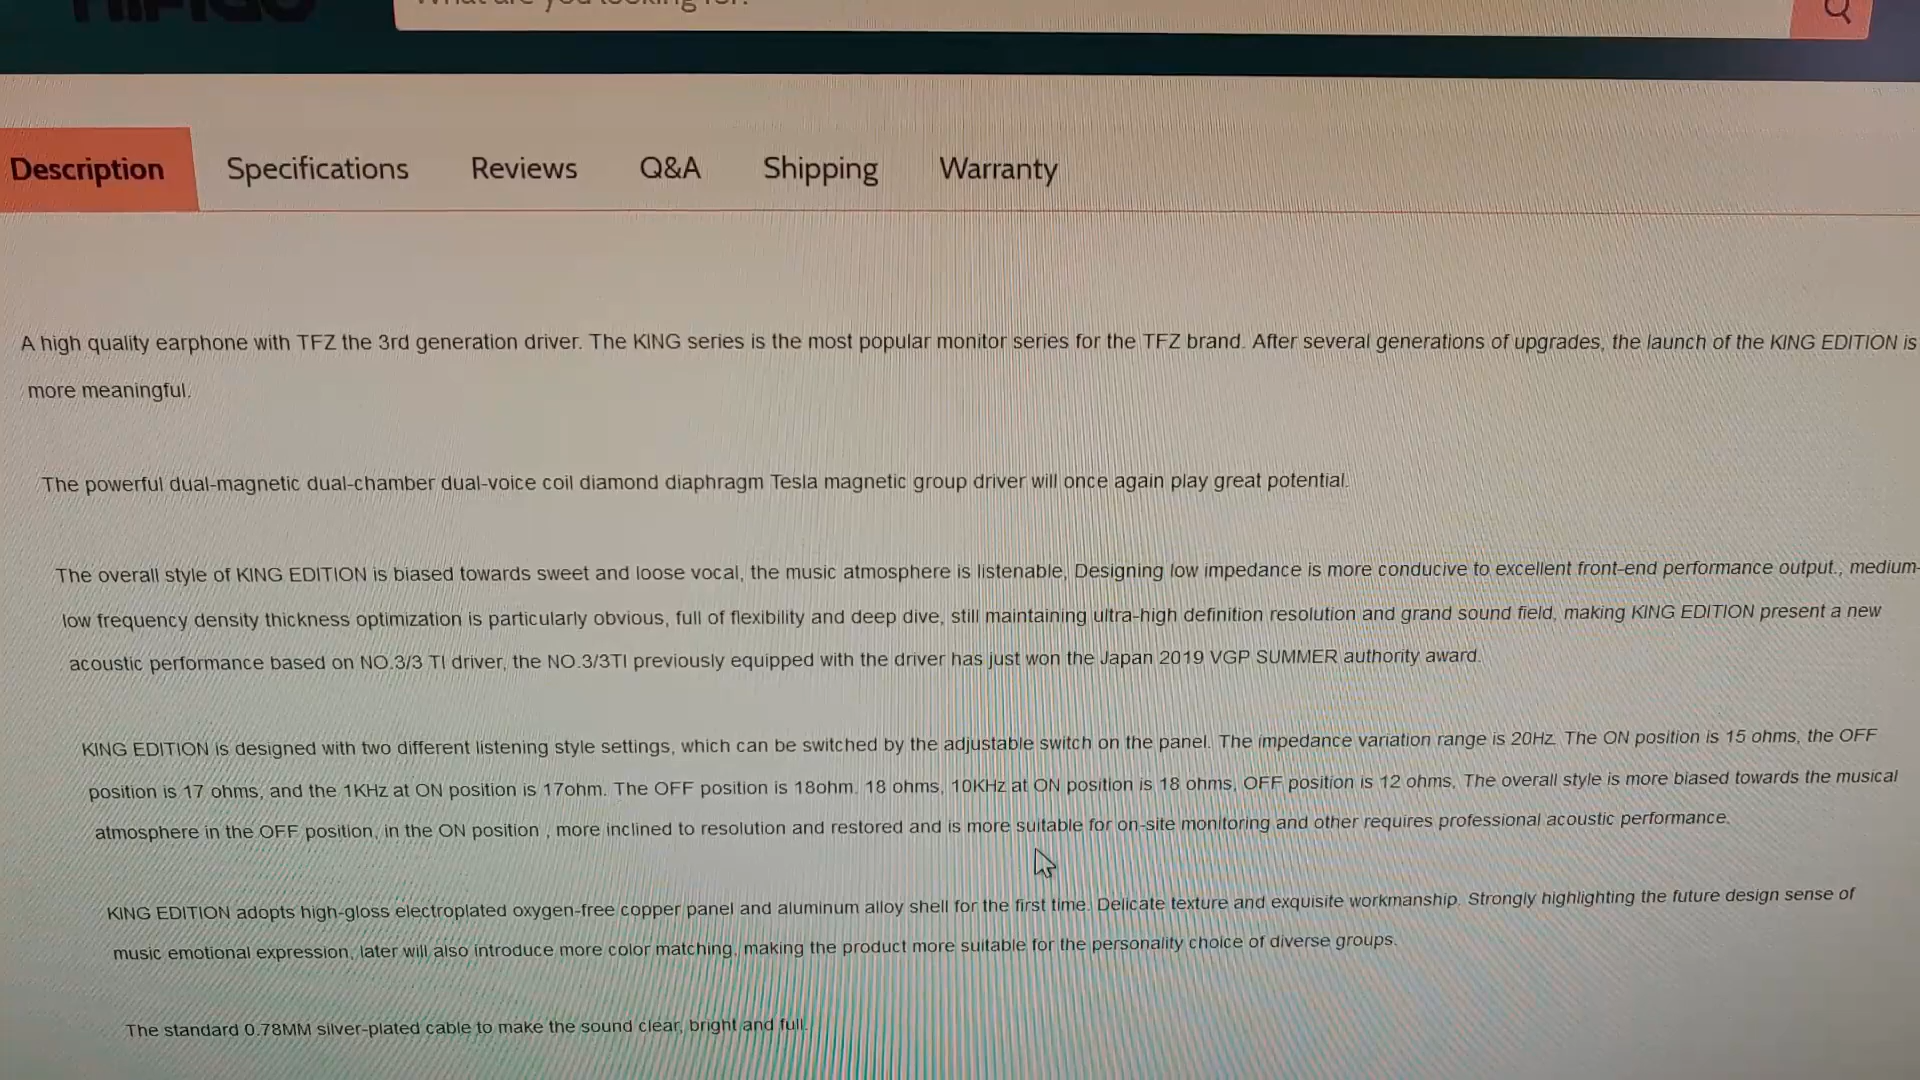 HIFIGO
What are you looking for?
Description Specifications Reviews Q&A Shipping Warranty
A high quality earphone with TFZ the 3rd generation driver. The KING series is the most popular monitor series for the TFZ brand. After several generations of upgrades, the launch of the KING EDITION is
more meaningful.
The powerful dual-magnetic dual-chamber dual-voice coil diamond diaphragm Tesla magnetic group driver will once again play great potential.
The overall style of KING EDITION is biased towards sweet and loose vocal, the music atmosphere is listenable, Designing low impedance is more conducive to excellent front-end performance output., medium-
low frequency density thickness optimization is particularly obvious, full of flexibility and deep dive, still maintaining ultra-high definition resolution and grand sound field, making KING EDITION present a new
acoustic performance based on NO.3/3 TI driver, the NO.3/3TI previously equipped with the driver has just won the Japan 2019 VGP SUMMER authority award.
KING EDITION is designed with two different listening style settings, which can be switched by the adjustable switch on the panel. The impedance variation range is 20Hz. The ON position is 15 ohms, the OFF
position is 17 ohms, and the 1KHz at ON position is 17ohm. The OFF position is 18ohm. 18 ohms, 10KHz at ON position is 18 ohms, OFF position is 12 ohms, The overall style is more biased towards the musical
atmosphere in the OFF position, in the ON position , more inclined to resolution and restored and is more suitable for on-site monitoring and other requires professional acoustic performance.
KING EDITION adopts high-gloss electroplated oxygen-free copper panel and aluminum alloy shell for the first time. Delicate texture and exquisite workmanship. Strongly highlighting the future design sense of
music emotional expression, later will also introduce more color matching, making the product more suitable for the personality choice of diverse groups.
The standard 0.78MM silver-plated cable to make the sound clear, bright and full.